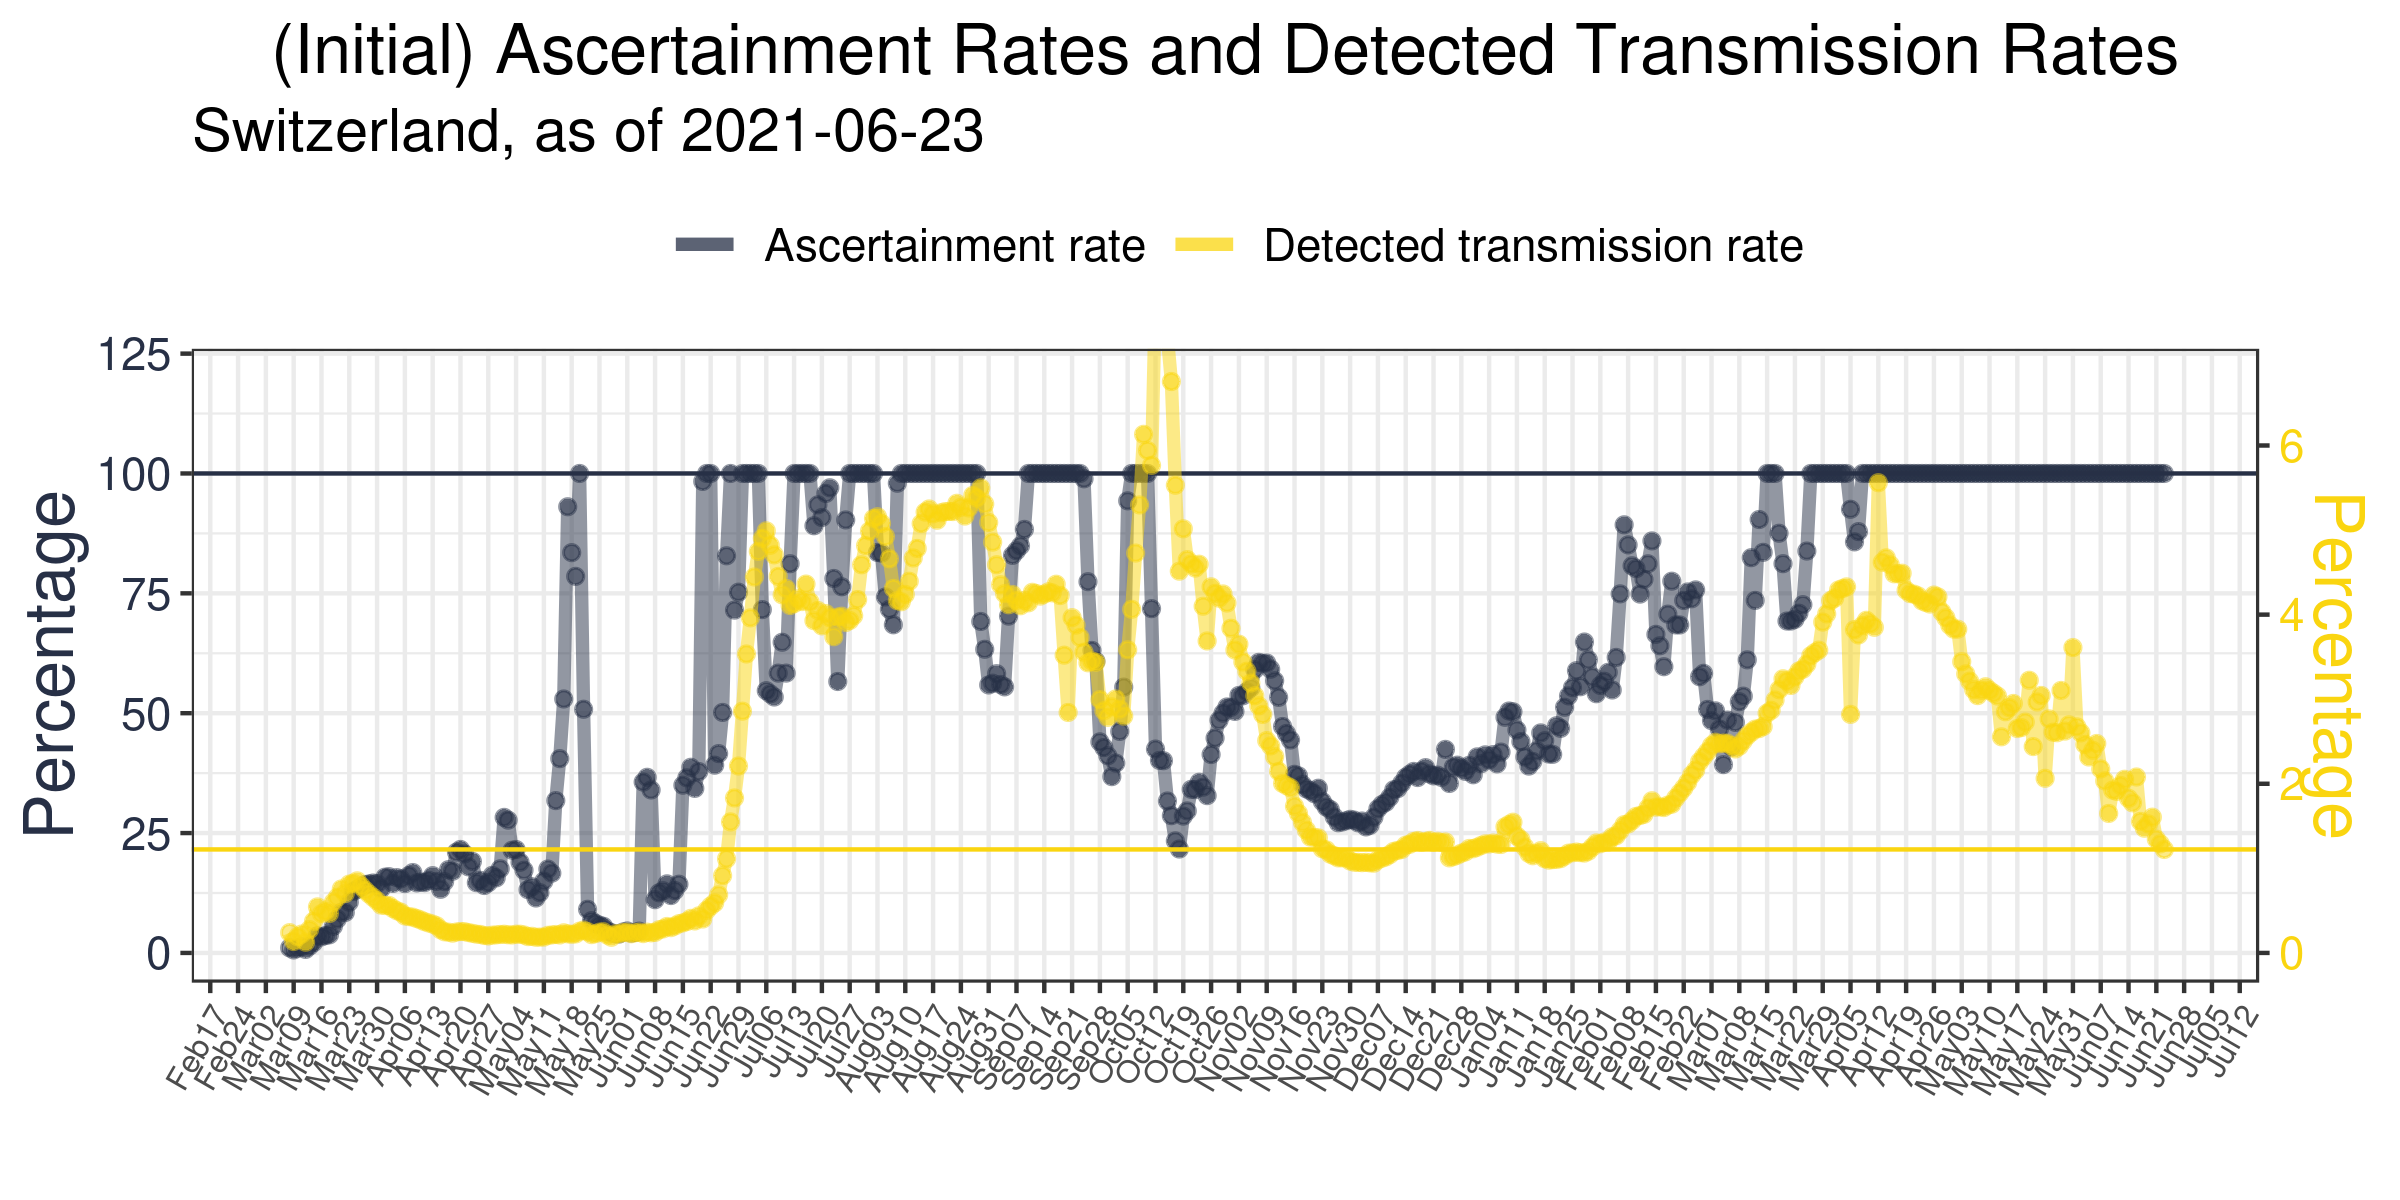 (Initial) Ascertainment Rates and Detected Transmission Rates
Switzerland, as of 2021-06-23
Ascertainment rate
Detected transmission rate
125
100
75
50
25
0
Percentage
6
4
2
0
Percentage
Feb17
Feb24
Mar02
Mar09
Mar16
Mar23
Mar30
Apr06
Apr13
Apr20
Apr27
May04
May11
May18
May25
Jun01
Jun08
Jun15
Jun22
Jun29
Jul06
Jul13
Jul20
Jul27
Aug03
Aug10
Aug17
Aug24
Aug31
Sep07
Sep14
Sep21
Sep28
Oct05
Oct12
Oct19
Oct26
Nov02
Nov09
Nov16
Nov23
Nov30
Dec07
Dec14
Dec21
Dec28
Jan04
Jan11
Jan18
Jan25
Feb01
Feb08
Feb15
Feb22
Mar01
Mar08
Mar15
Mar22
Mar29
Apr05
Apr12
Apr19
Apr26
May03
May10
May17
May24
May31
Jun07
Jun14
Jun21
Jun28
Jul05
Jul12